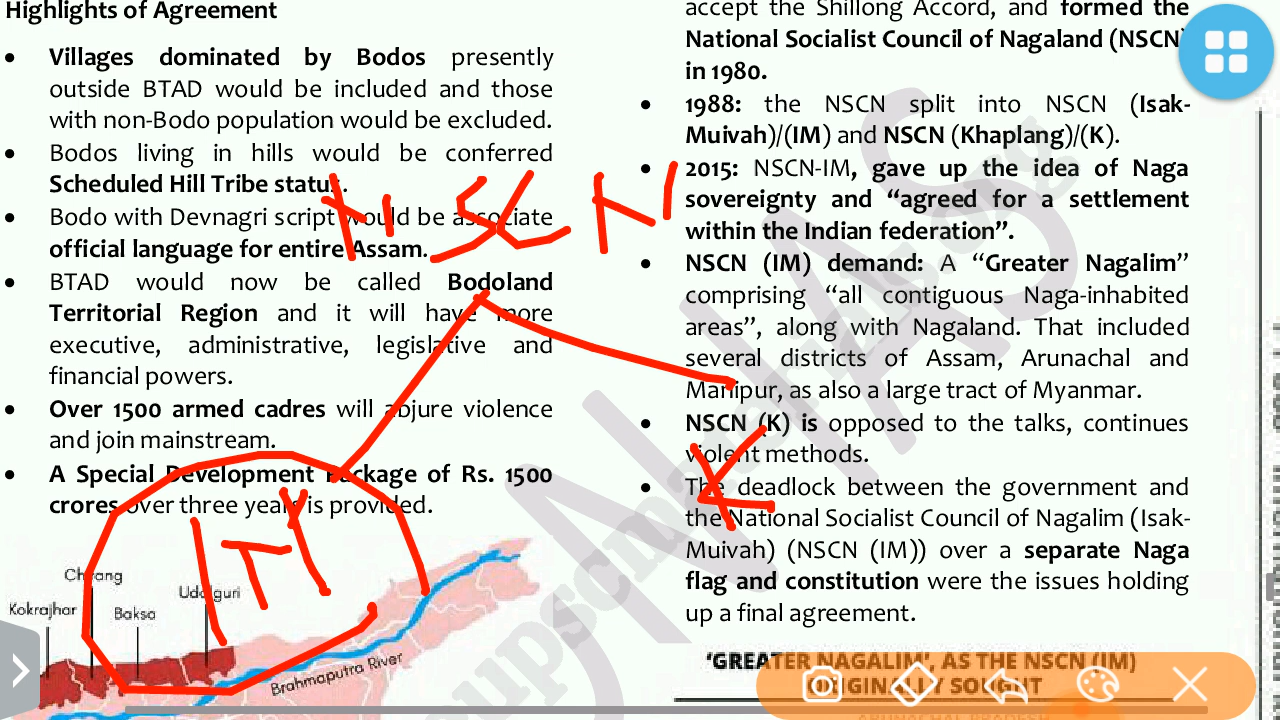 Highlights of Agreement
• Villages dominated by Bodos presently
outside BTAD would be included and those
with non-Bodo population would be excluded.
• Bodos living in hills would be conferred
Scheduled Hill Tribe status.
• Bodo with Devnagri script would be associate
official language for entire Assam.
• BTAD would now be called Bodoland
Territorial Region and it will have more
executive, administrative, legislative and
financial powers.
• Over 1500 armed cadres will abjure violence
and join mainstream.
• A Special Development Package of Rs. 1500
crores over three years is provided.
NSCN
IM
K
Chirang
Udalguri
Kokrajhar
Baksa
Brahmaputra River
accept the Shillong Accord, and formed the
National Socialist Council of Nagaland (NSCN)
in 1980.
• 1988: the NSCN split into NSCN (Isak-
Muivah)/(IM) and NSCN (Khaplang)/(K).
• 2015: NSCN-IM, gave up the idea of Naga
sovereignty and “agreed for a settlement
within the Indian federation”.
• NSCN (IM) demand: A “Greater Nagalim”
comprising “all contiguous Naga-inhabited
areas”, along with Nagaland. That included
several districts of Assam, Arunachal and
Manipur, as also a large tract of Myanmar.
• NSCN (K) is opposed to the talks, continues
violent methods.
• The deadlock between the government and
the National Socialist Council of Nagalim (Isak-
Muivah) (NSCN (IM)) over a separate Naga
flag and constitution were the issues holding
up a final agreement.
‘GREATER NAGALIM’, AS THE NSCN (IM)
ORIGINALLY SOUGHT
ARUNACHAL PRADESH